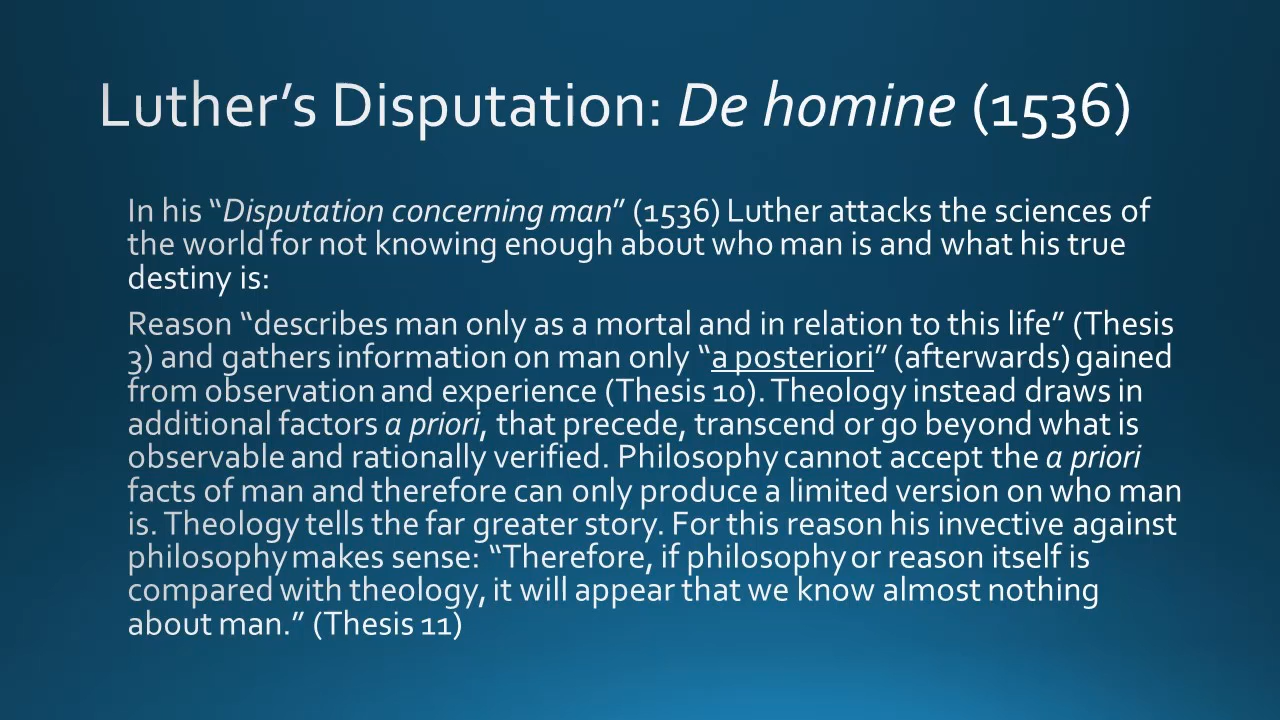 Luther’s Disputation: De homine (1536)
In his “Disputation concerning man” (1536) Luther attacks the sciences of
the world for not knowing enough about who man is and what his true
destiny is:
Reason “describes man only as a mortal and in relation to this life” (Thesis
3) and gathers information on man only “a posteriori” (afterwards) gained
from observation and experience (Thesis 10). Theology instead draws in
additional factors a priori, that precede, transcend or go beyond what is
observable and rationally verified. Philosophy cannot accept the a priori
facts of man and therefore can only produce a limited version on who man
is. Theology tells the far greater story. For this reason his invective against
philosophy makes sense: “Therefore, if philosophy or reason itself is
compared with theology, it will appear that we know almost nothing
about man.” (Thesis 11)